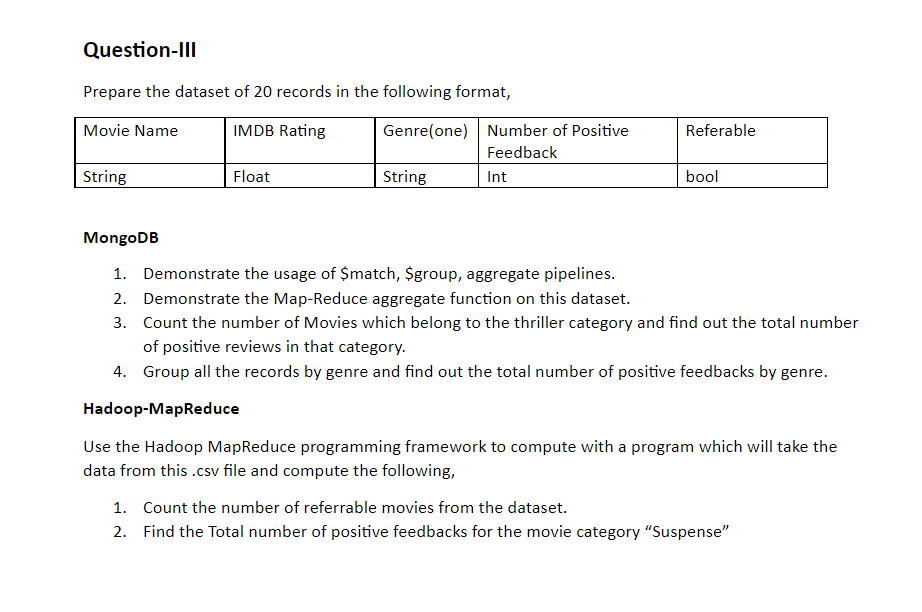 Question-III
Prepare the dataset of 20 records in the following format,
Movie Name IMDB Rating Genre(one) Number of Positive Feedback Referable
String Float String Int bool
MongoDB
1. Demonstrate the usage of $match, $group, aggregate pipelines.
2. Demonstrate the Map-Reduce aggregate function on this dataset.
3. Count the number of Movies which belong to the thriller category and find out the total number
of positive reviews in that category.
4. Group all the records by genre and find out the total number of positive feedbacks by genre.
Hadoop-MapReduce
Use the Hadoop MapReduce programming framework to compute with a program which will take the
data from this .csv file and compute the following,
1. Count the number of referrable movies from the dataset.
2. Find the Total number of positive feedbacks for the movie category “Suspense”